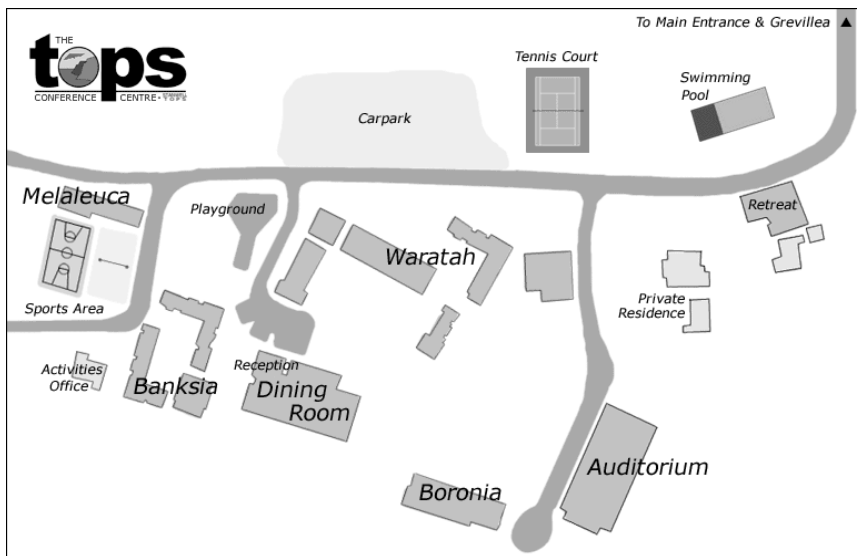 THE
tops
CONFERENCE CENTRE
TOPS
To Main Entrance & Grevillea
Tennis Court
Swimming
Pool
Carpark
Melaleuca
Playground
Retreat
Waratah
Sports Area
Private
Residence
Activities
Office
Banksia
Reception
Dining
Room
Auditorium
Boronia